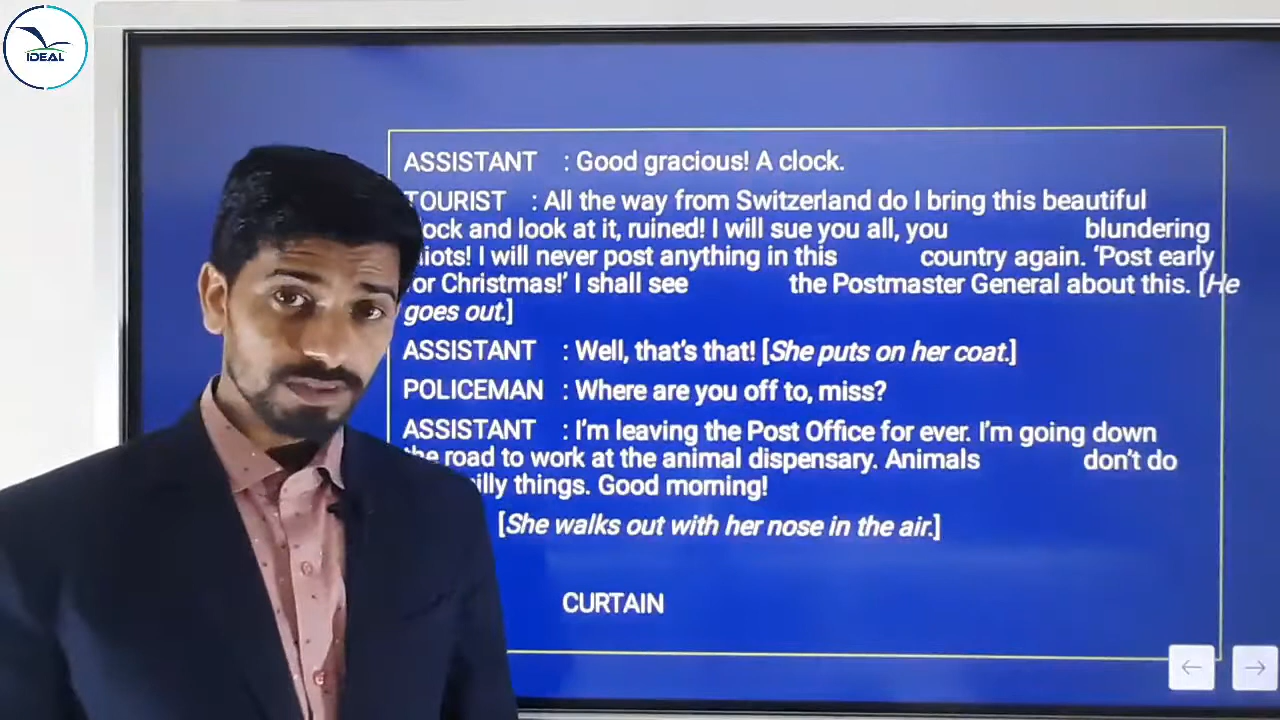 IDEAL
ASSISTANT : Good gracious! A clock.
TOURIST : All the way from Switzerland do I bring this beautiful
and look at it, ruined! I will sue you all, you blundering
I will never post anything in this country again. ‘Post early
Christmas!’ I shall see the Postmaster General about this. [He
goes out.]
ASSISTANT : Well, that’s that! [She puts on her coat.]
POLICEMAN : Where are you off to, miss?
ASSISTANT : I’m leaving the Post Office for ever. I’m going down
the road to work at the animal dispensary. Animals don’t do
things. Good morning!
[She walks out with her nose in the air.]
CURTAIN